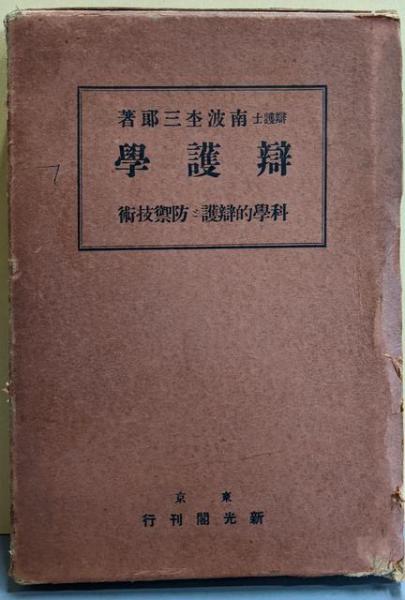 辯護士南波杢三郎著
辯護學
科學的辯護と防禦技術
東京
新光閣刊行